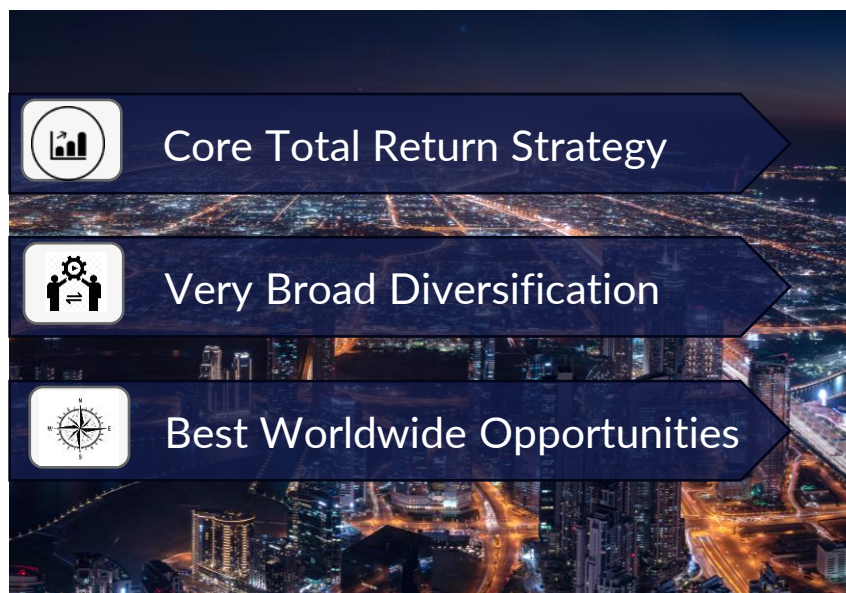 Core Total Return Strategy
Very Broad Diversification
N
W E
S
Best Worldwide Opportunities